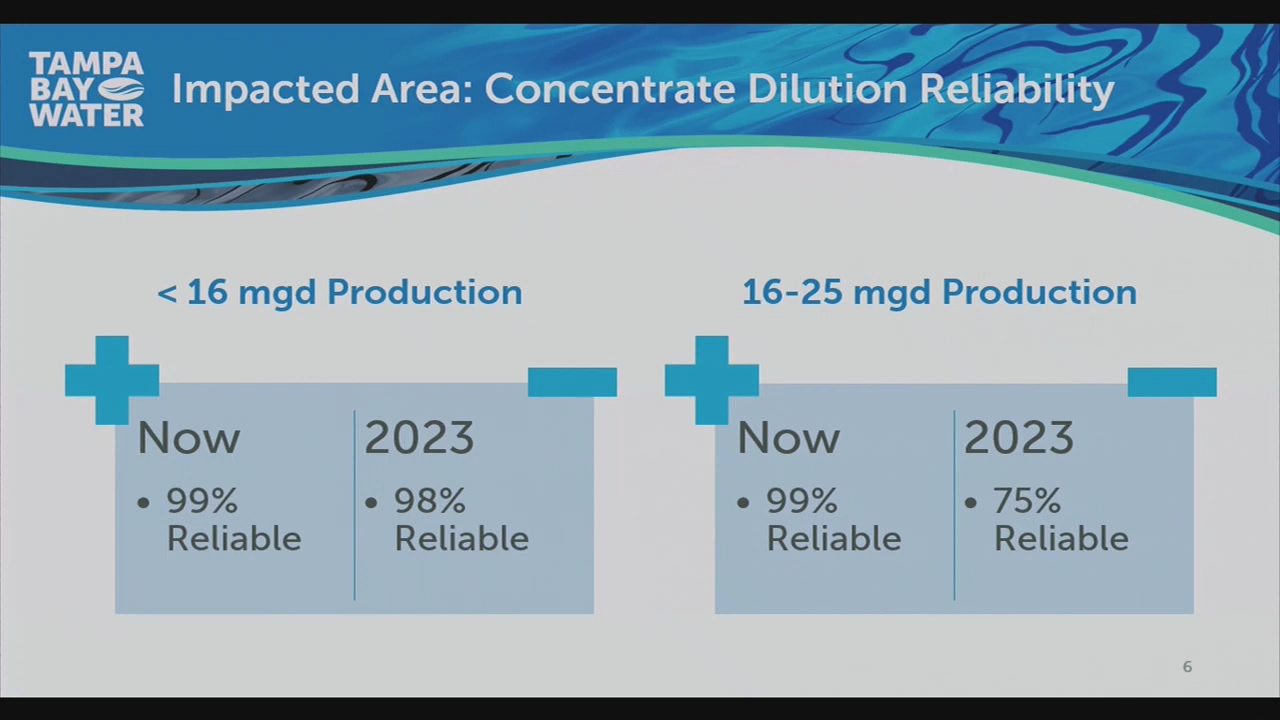 TAMPA
BAY
WATER
Impacted Area: Concentrate Dilution Reliability
< 16 mgd Production
Now
• 99%
Reliable
2023
• 98%
Reliable
16-25 mgd Production
Now
• 99%
Reliable
2023
• 75%
Reliable
6